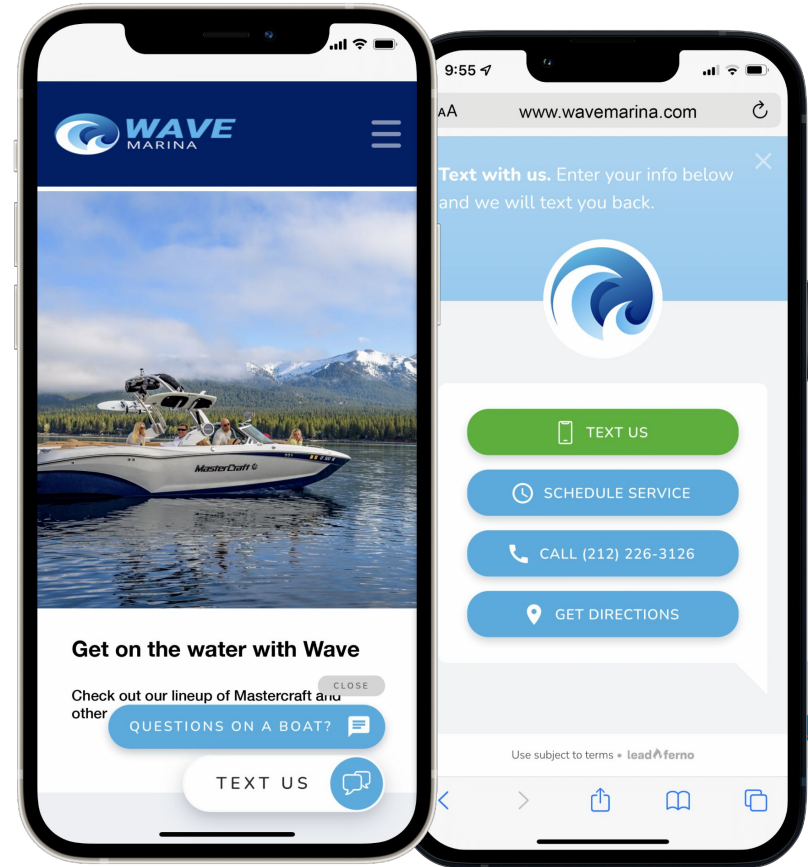 WAVE
MARINA
MasterCraft
Get on the water with Wave
CLOSE
Check out our lineup of Mastercraft and
other
QUESTIONS ON A BOAT?
TEXT US
9:55
AA
www.wavemarina.com
Text with us. Enter your info below
and we will text you back.
TEXT US
SCHEDULE SERVICE
CALL (212) 226-3126
GET DIRECTIONS
Use subject to terms • leadferno